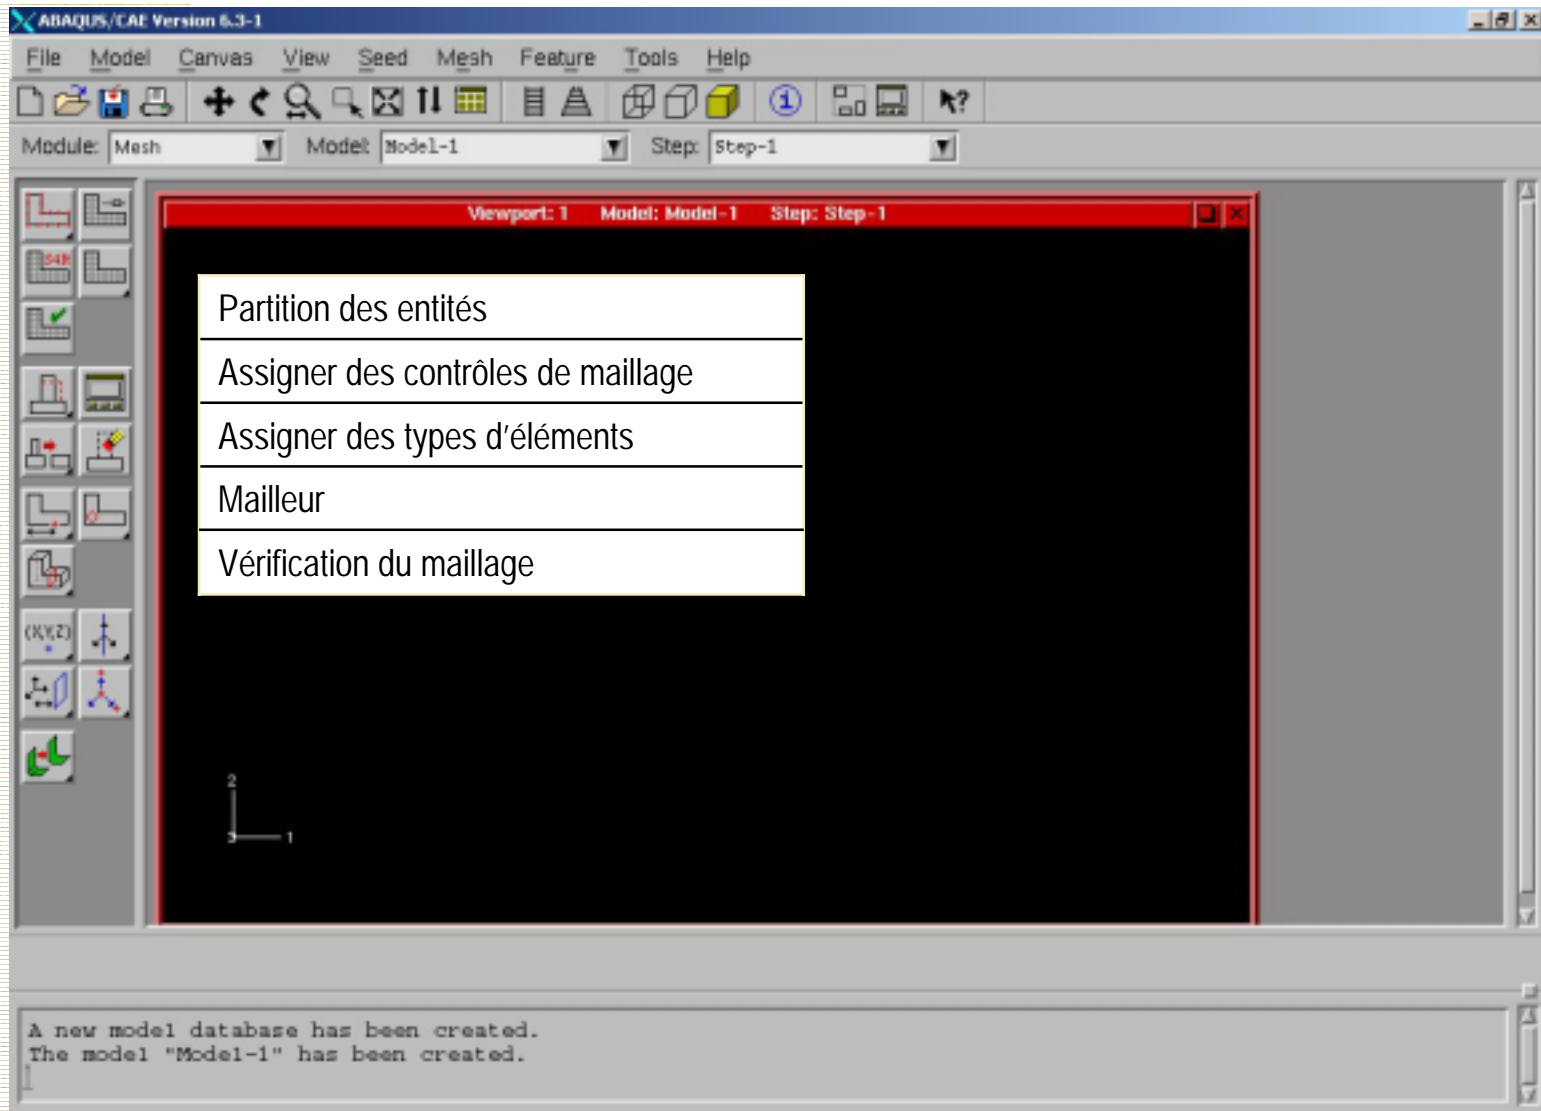 ABAQUS/CAE Version 6.3-1
File Model Canvas View Seed Mesh Feature Tools Help
Module: Mesh Model: Model-1 Step: Step-1
Viewport: 1 Model: Model-1 Step: Step-1
S4R
Partition des entités
Assigner des contrôles de maillage
Assigner des types d'éléments
Mailleur
Vérification du maillage
(X,Y,Z)
2
3 1
A new model database has been created.
The model "Model-1" has been created.